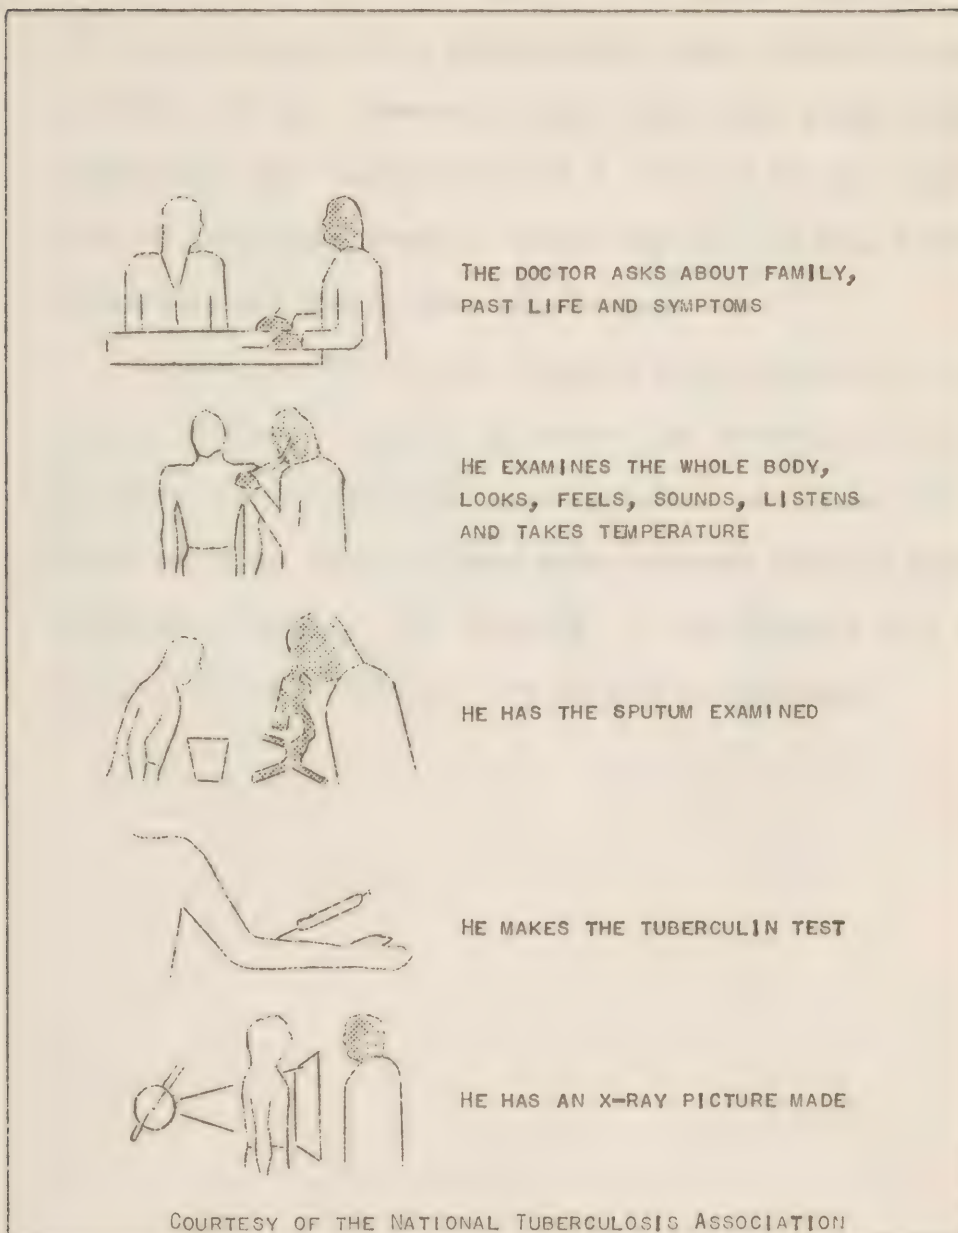 THE DOCTOR ASKS ABOUT FAMILY,
PAST LIFE AND SYMPTOMS
HE EXAMINES THE WHOLE BODY,
LOOKS, FEELS, SOUNDS, LISTENS
AND TAKES TEMPERATURE
HE HAS THE SPUTUM EXAMINED
HE MAKES THE TUBERCULIN TEST
HE HAS AN X-RAY PICTURE MADE
COURTESY OF THE NATIONAL TUBERCULOSIS ASSOCIATION